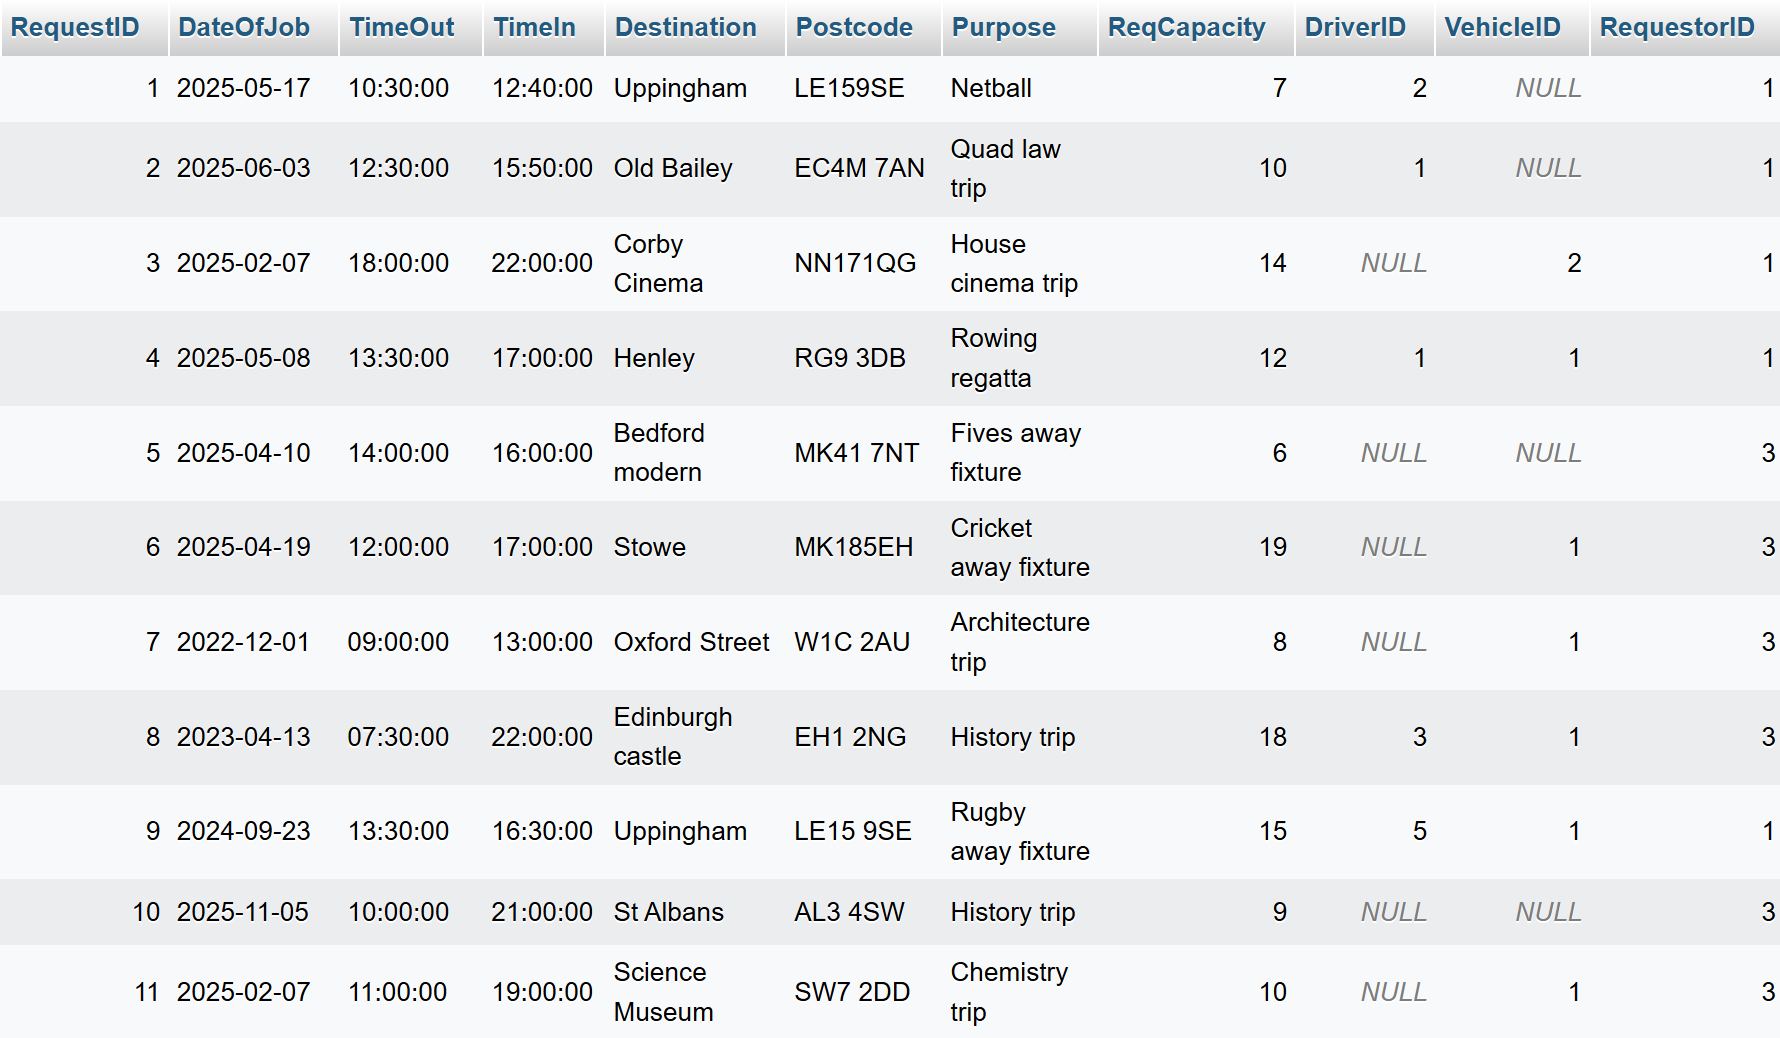 RequestID DateOfJob TimeOut TimeIn Destination Postcode Purpose ReqCapacity DriverID VehicleID RequestorID
1 2025-05-17 10:30:00 12:40:00 Uppingham LE159SE Netball 7 2 NULL 1
2 2025-06-03 12:30:00 15:50:00 Old Bailey EC4M 7AN Quad law trip 10 1 NULL 1
3 2025-02-07 18:00:00 22:00:00 Corby Cinema NN171QG House cinema trip 14 NULL 2 1
4 2025-05-08 13:30:00 17:00:00 Henley RG9 3DB Rowing regatta 12 1 1 1
5 2025-04-10 14:00:00 16:00:00 Bedford modern MK41 7NT Fives away fixture 6 NULL NULL 3
6 2025-04-19 12:00:00 17:00:00 Stowe MK185EH Cricket away fixture 19 NULL 1 3
7 2022-12-01 09:00:00 13:00:00 Oxford Street W1C 2AU Architecture trip 8 NULL 1 3
8 2023-04-13 07:30:00 22:00:00 Edinburgh castle EH1 2NG History trip 18 3 1 3
9 2024-09-23 13:30:00 16:30:00 Uppingham LE15 9SE Rugby away fixture 15 5 1 1
10 2025-11-05 10:00:00 21:00:00 St Albans AL3 4SW History trip 9 NULL NULL 3
11 2025-02-07 11:00:00 19:00:00 Science Museum SW7 2DD Chemistry trip 10 NULL 1 3